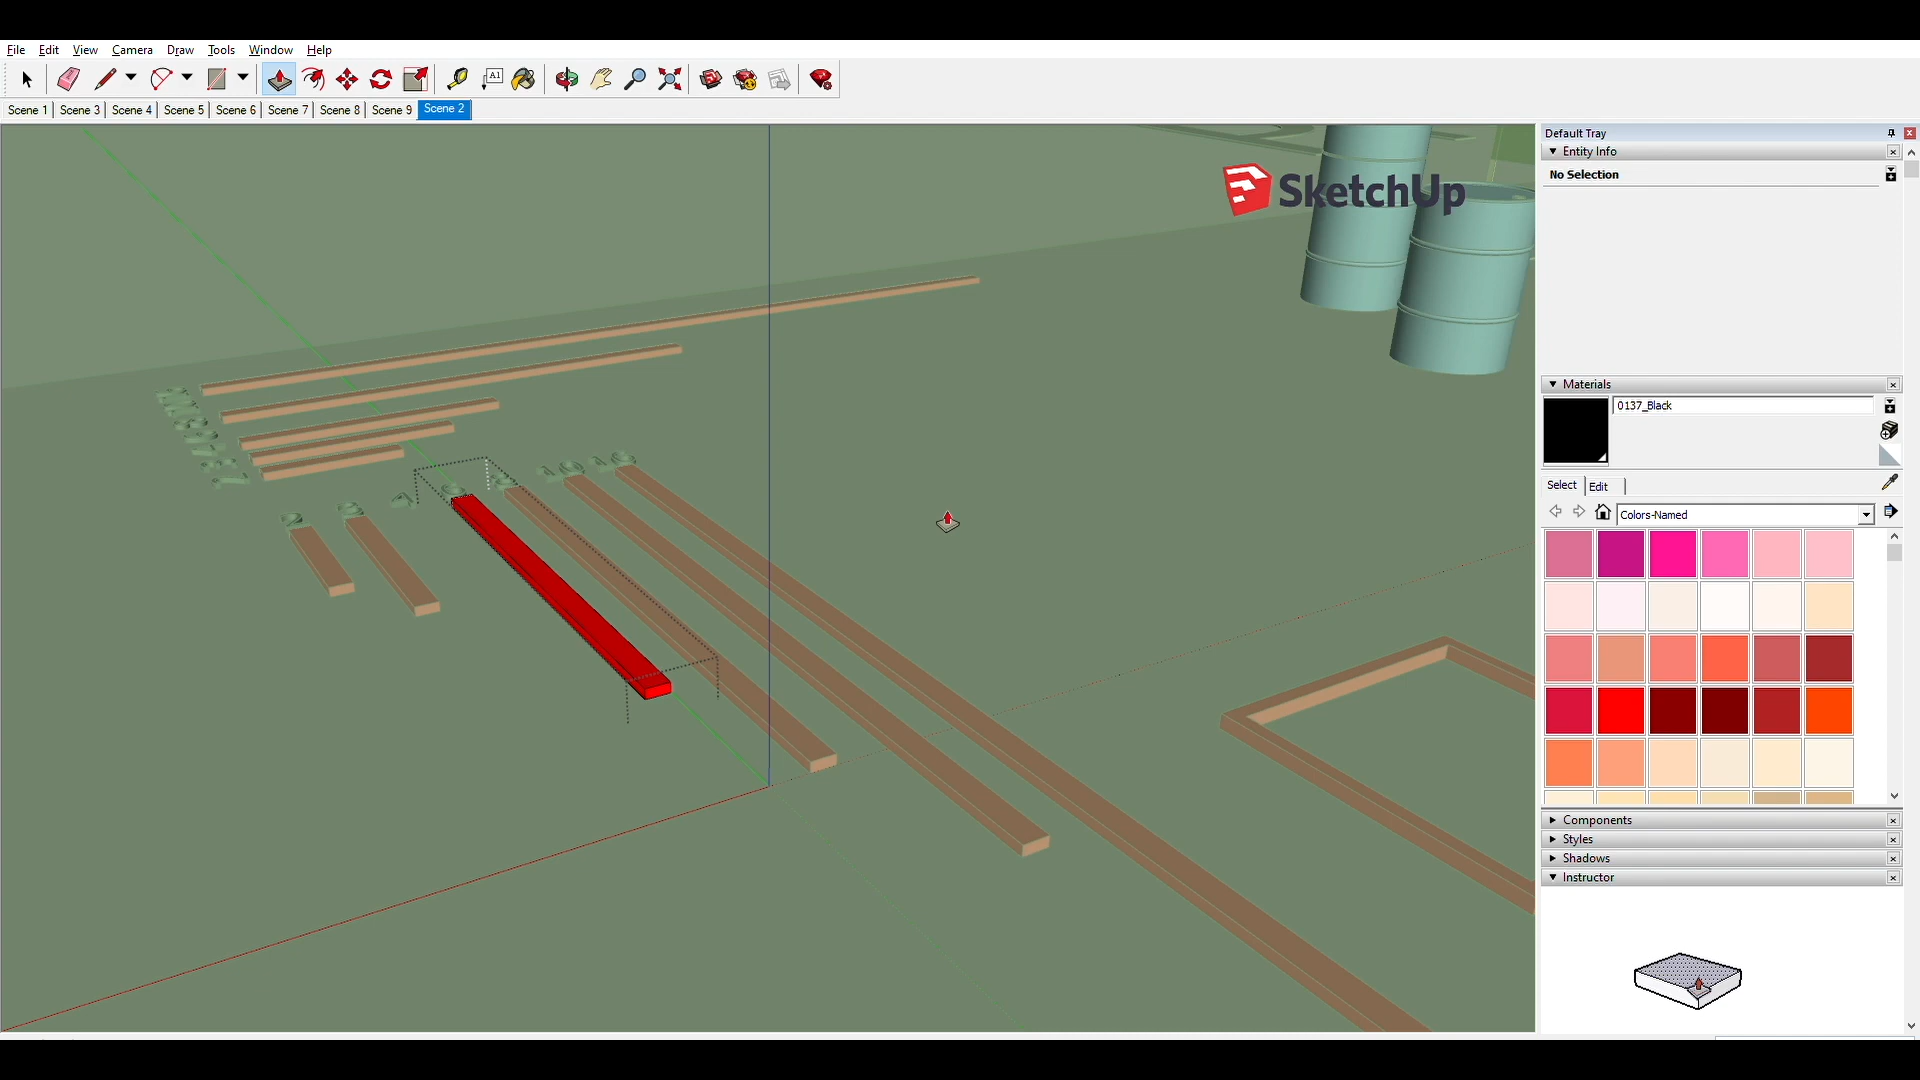 File Edit View Camera Draw Tools Window Help
A1
Scene 1 Scene 3 Scene 4 Scene 5 Scene 6 Scene 7 Scene 8 Scene 9 Scene 2
Default Tray
Entity Info
No Selection
SketchUp
Materials
0137_Black
Select Edit
Colors-Named
Components
Styles
Shadows
Instructor